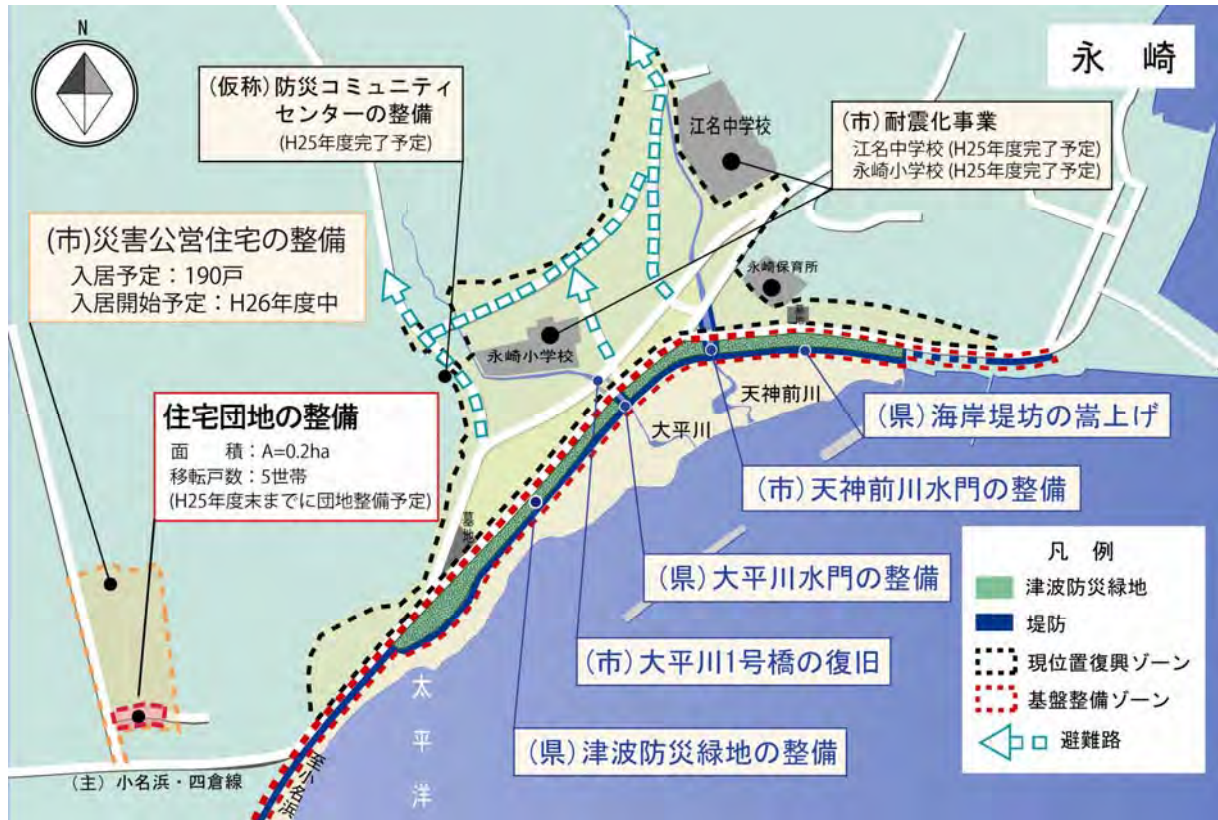 永 崎
N
(仮称)防災コミュニティ
センターの整備
(H25年度完了予定)
江名中学校
(市)耐震化事業
江名中学校 (H25年度完了予定)
永崎小学校 (H25年度完了予定)
(市)災害公営住宅の整備
入居予定：190戸
入居開始予定：H26年度中
永崎保育所
墓地
永崎小学校
住宅団地の整備
面　　積：A=0.2ha
移転戸数：5世帯
(H25年度末までに団地整備予定)
天神前川
大平川
(県)海岸堤坊の嵩上げ
(市)天神前川水門の整備
墓地
(県)大平川水門の整備
(市)大平川1号橋の復旧
(県)津波防災緑地の整備
太平洋
至小名浜
(主) 小名浜・四倉線
凡 例
津波防災緑地
堤防
現位置復興ゾーン
基盤整備ゾーン
避難路